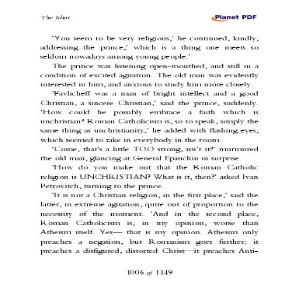 The Idiot
Planet PDF
'You seem to be very religious,' he continued, kindly,
addressing the prince,' which is a thing one meets so
seldom nowadays among young people.'
The prince was listening open-mouthed, and still in a
condition of excited agitation. The old man was evidently
interested in him, and anxious to study him more closely.
'Pavlicheff was a man of bright intellect and a good
Christian, a sincere Christian,' said the prince, suddenly.
'How could he possibly embrace a faith which is
unchristian? Roman Catholicism is, so to speak, simply the
same thing as unchristianity,' he added with flashing eyes,
which seemed to take in everybody in the room.
'Come, that's a little TOO strong, isn't it?' murmured
the old man, glancing at General Epanchin in surprise.
'How do you make out that the Roman Catholic
religion is UNCHRISTIAN? What is it, then?' asked Ivan
Petrovitch, turning to the prince.
'It is not a Christian religion, in the first place,' said the
latter, in extreme agitation, quite out of proportion to the
necessity of the moment. 'And in the second place,
Roman Catholicism is, in my opinion, worse than
Atheism itself. Yes— that is my opinion. Atheism only
preaches a negation, but Romanism goes further; it
preaches a disfigured, distorted Christ—it preaches Anti-
1006 of 1149